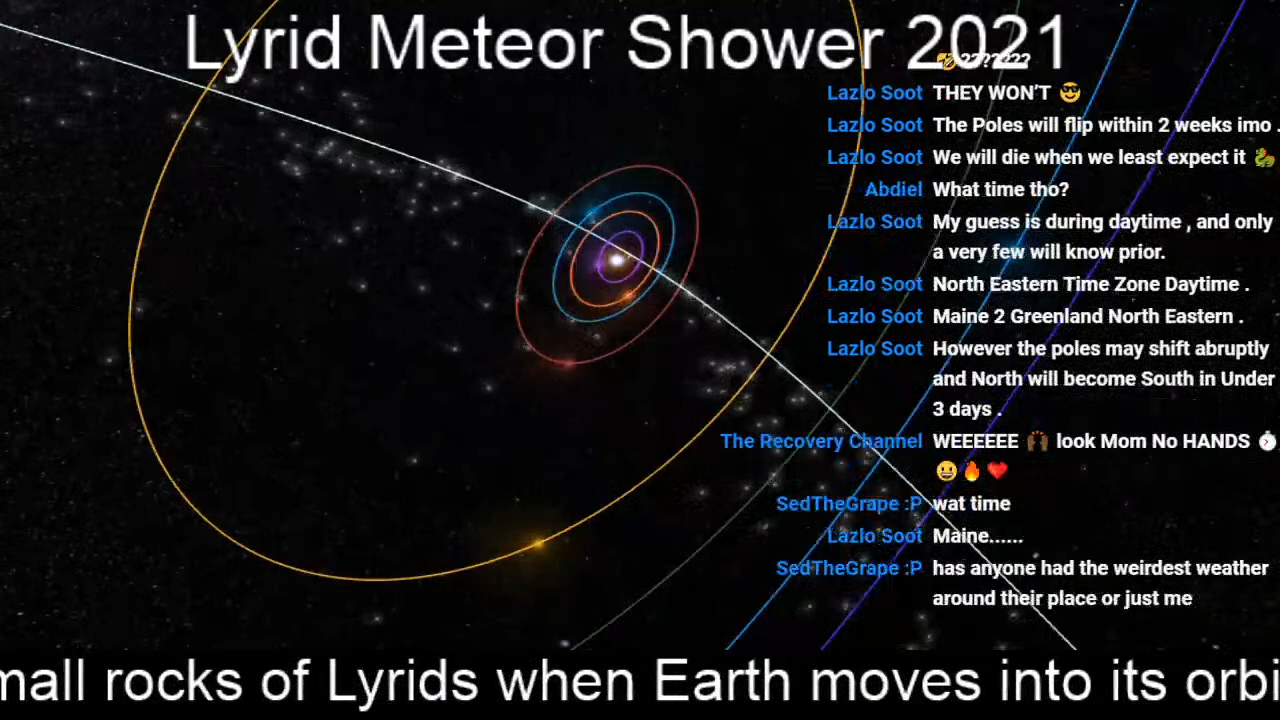 Lyrid Meteor Shower 2021
???????
Lazlo Soot THEY WON'T 😎
Lazlo Soot The Poles will flip within 2 weeks imo .
Lazlo Soot We will die when we least expect it 🐉
Abdiel What time tho?
Lazlo Soot My guess is during daytime , and only
a very few will know prior.
Lazlo Soot North Eastern Time Zone Daytime .
Lazlo Soot Maine 2 Greenland North Eastern .
Lazlo Soot However the poles may shift abruptly
and North will become South in Under
3 days .
The Recovery Channel WEEEEEE 🙌🏿 look Mom No HANDS ⏱
😀🔥❤️
SedTheGrape :P wat time
Lazlo Soot Maine......
SedTheGrape :P has anyone had the weirdest weather
around their place or just me
mall rocks of Lyrids when Earth moves into its orbi